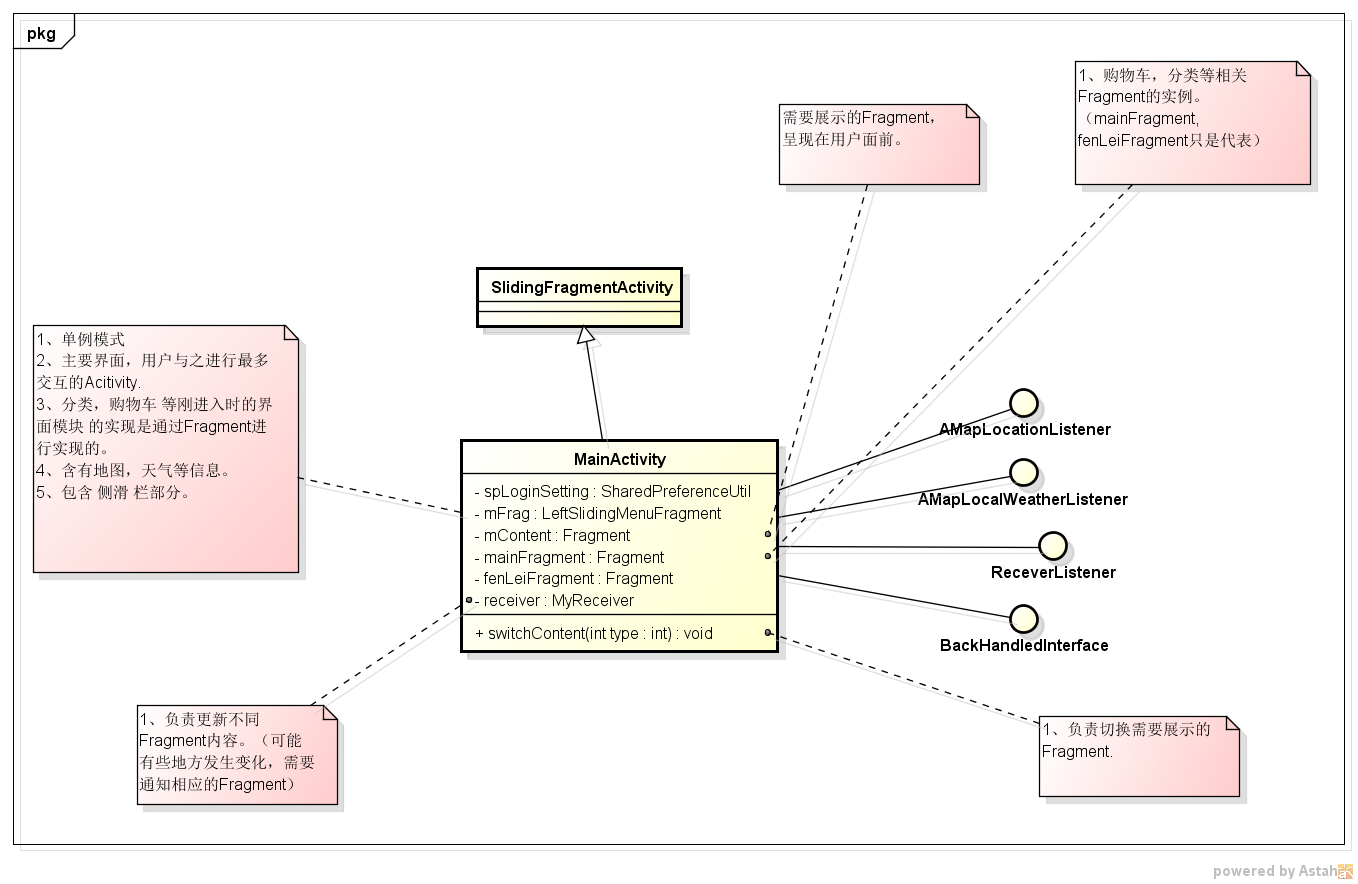 pkg
1、购物车，分类等相关
Fragment的实例。
（mainFragment,
fenLeiFragment只是代表）
需要展示的Fragment，
呈现在用户面前。
SlidingFragmentActivity
1、单例模式
2、主要界面，用户与之进行最多
交互的Acitivity.
3、分类，购物车 等刚进入时的界
面模块 的实现是通过Fragment进
行实现的。
4、含有地图，天气等信息。
5、包含 侧滑 栏部分。
MainActivity
- spLoginSetting : SharedPreferenceUtil
- mFrag : LeftSlidingMenuFragment
- mContent : Fragment
- mainFragment : Fragment
- fenLeiFragment : Fragment
- receiver : MyReceiver
+ switchContent(int type : int) : void
AMapLocationListener
AMapLocalWeatherListener
ReceverListener
BackHandledInterface
1、负责更新不同
Fragment内容。（可能
有些地方发生变化，需要
通知相应的Fragment）
1、负责切换需要展示的
Fragment.
powered by Astah